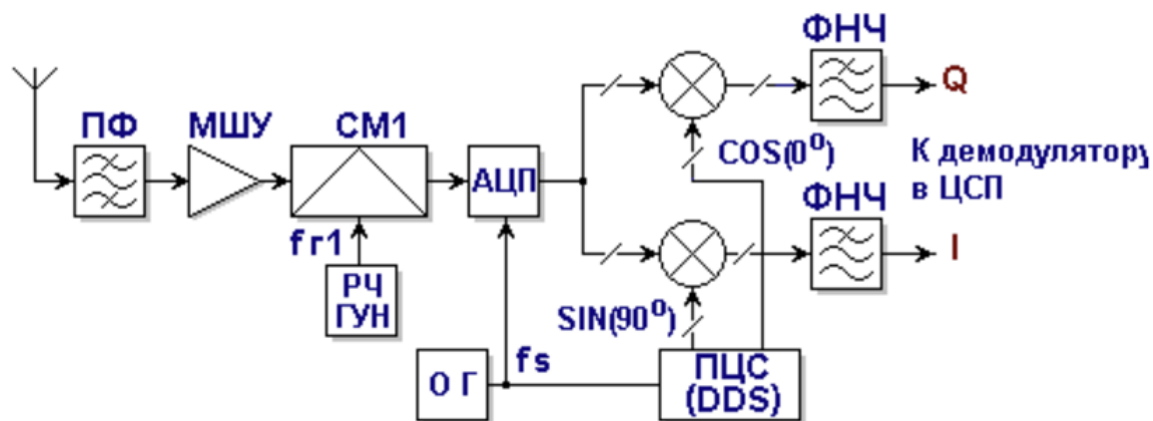 ФНЧ
Q
ПФ
МШУ
СМ1
COS(0°)
К демодулятору
в ЦСП
АЦП
ФНЧ
fr1
I
РЧ
ГУН
SIN(90°)
fs
О Г
ПЦС
(DDS)